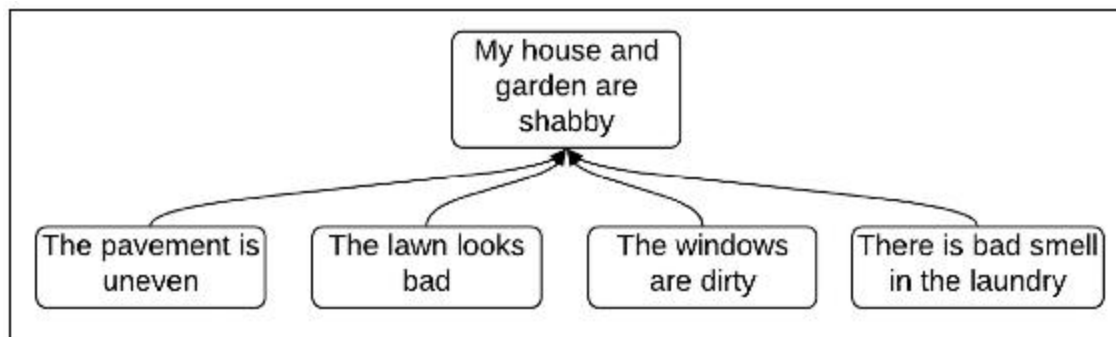 My house and
garden are
shabby
The pavement is
uneven
The lawn looks
bad
The windows
are dirty
There is bad smell
in the laundry